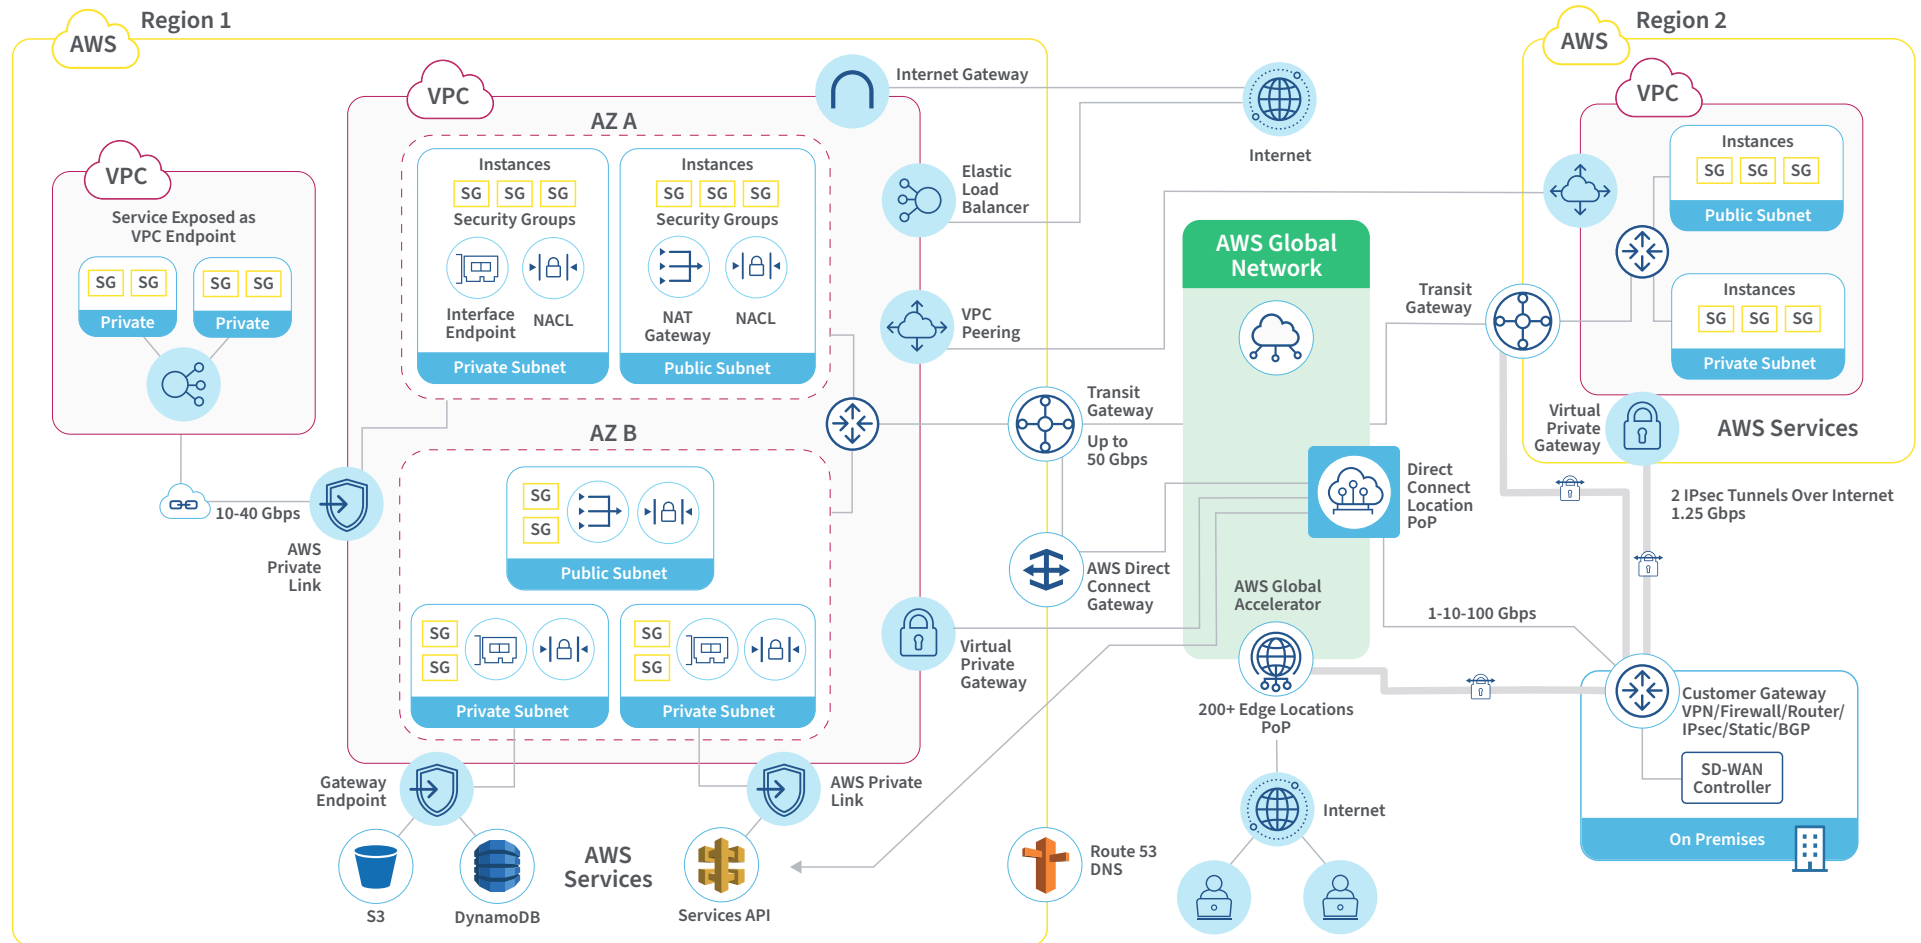 Region 1
AWS
VPC
Service Exposed as
VPC Endpoint
SG
SG
SG
SG
Private
Private
10-40 Gbps
AWS
Private
Link
VPC
AZ A
Instances
SG
SG
SG
Security Groups
Interface
Endpoint
NACL
Private Subnet
Instances
SG
SG
SG
Security Groups
NAT
Gateway
NACL
Public Subnet
AZ B
SG
SG
Public Subnet
SG
SG
Private Subnet
SG
SG
Private Subnet
Gateway
Endpoint
S3
DynamoDB
AWS
Services
AWS Private
Link
Services API
Internet Gateway
Elastic
Load
Balancer
VPC
Peering
Transit
Gateway
Up to
50 Gbps
AWS Direct
Connect
Gateway
Virtual
Private
Gateway
Route 53
DNS
Internet
AWS Global
Network
Direct
Connect
Location
PoP
AWS Global
Accelerator
200+ Edge Locations
PoP
Internet
Region 2
AWS
VPC
Instances
SG
SG
SG
Public Subnet
Instances
SG
SG
SG
Private Subnet
Transit
Gateway
Virtual
Private
Gateway
AWS Services
2 IPsec Tunnels Over Internet
1.25 Gbps
1-10-100 Gbps
Customer Gateway
VPN/Firewall/Router/
IPsec/Static/BGP
SD-WAN
Controller
On Premises